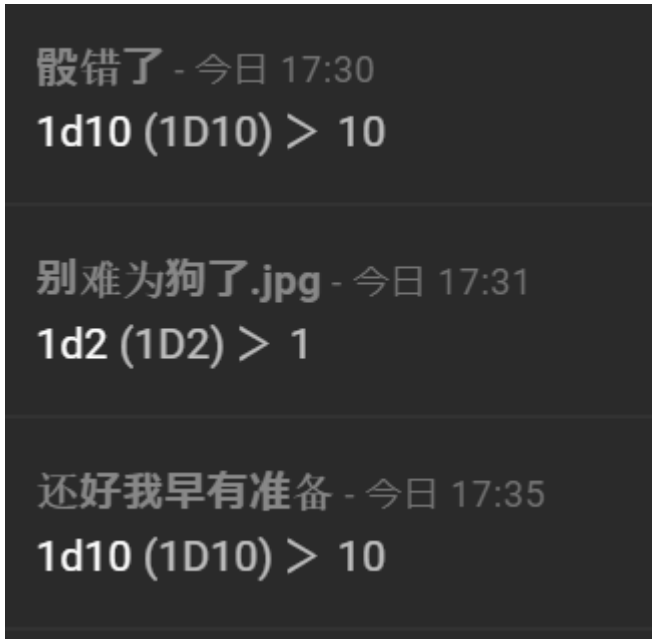 骰错了 - 今日 17:30
1d10 (1D10) ＞ 10
别难为狗了.jpg - 今日 17:31
1d2 (1D2) ＞ 1
还好我早有准备 - 今日 17:35
1d10 (1D10) ＞ 10